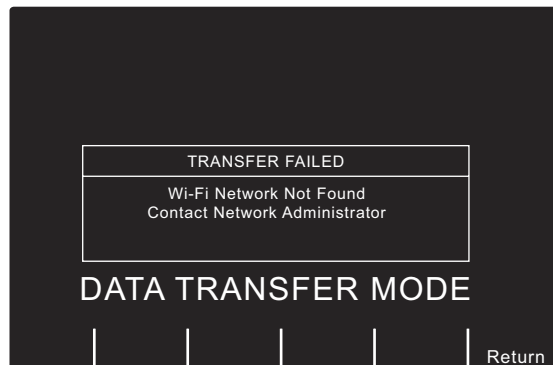 TRANSFER FAILED
Wi-Fi Network Not Found
Contact Network Administrator
DATA TRANSFER MODE
Return